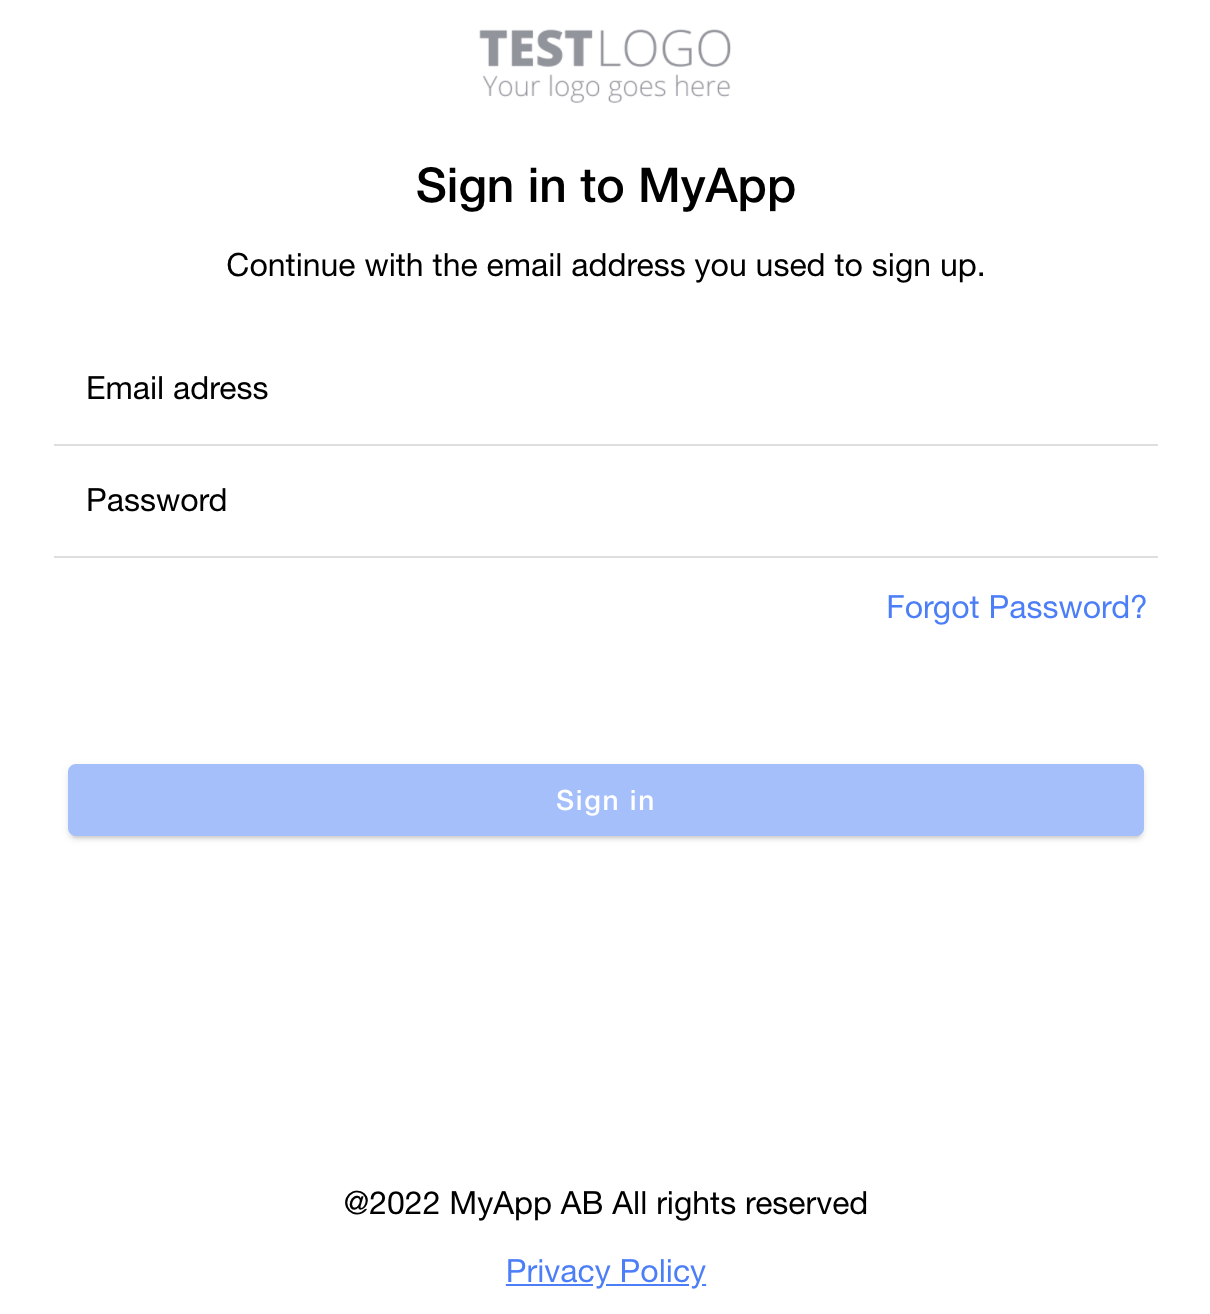 TESTLOGO
Your logo goes here
Sign in to MyApp
Continue with the email address you used to sign up.
Email adress
Password
Forgot Password?
Sign in
@2022 MyApp AB All rights reserved
Privacy Policy